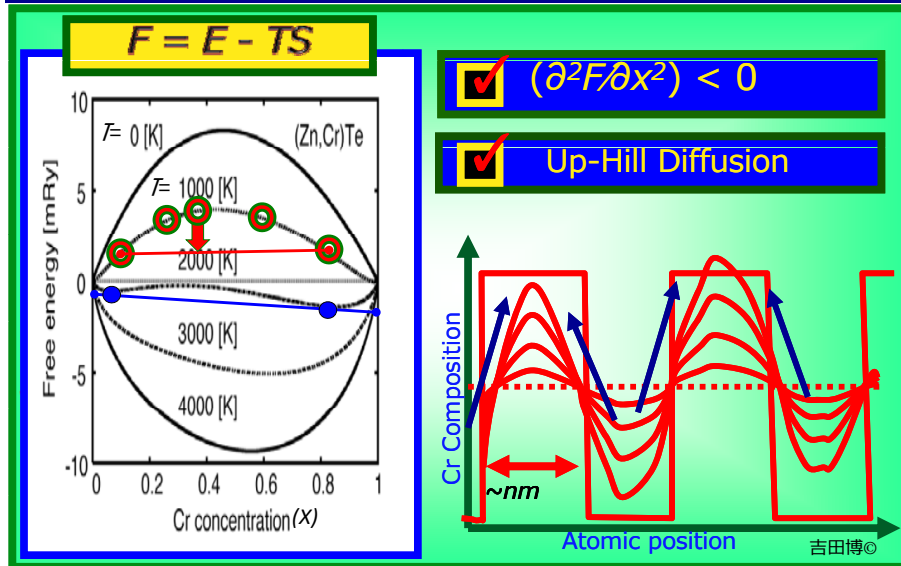 F = E - TS
(∂²F/∂x²) < 0
Up-Hill Diffusion
Free energy [mRy]
10
5
0
-5
-10
T= 0 [K]
(Zn,Cr)Te
T= 1000 [K]
2000 [K]
3000 [K]
4000 [K]
0 0.2 0.4 0.6 0.8 1
Cr concentration(x)
Cr Composition
~nm
Atomic position
吉田博©